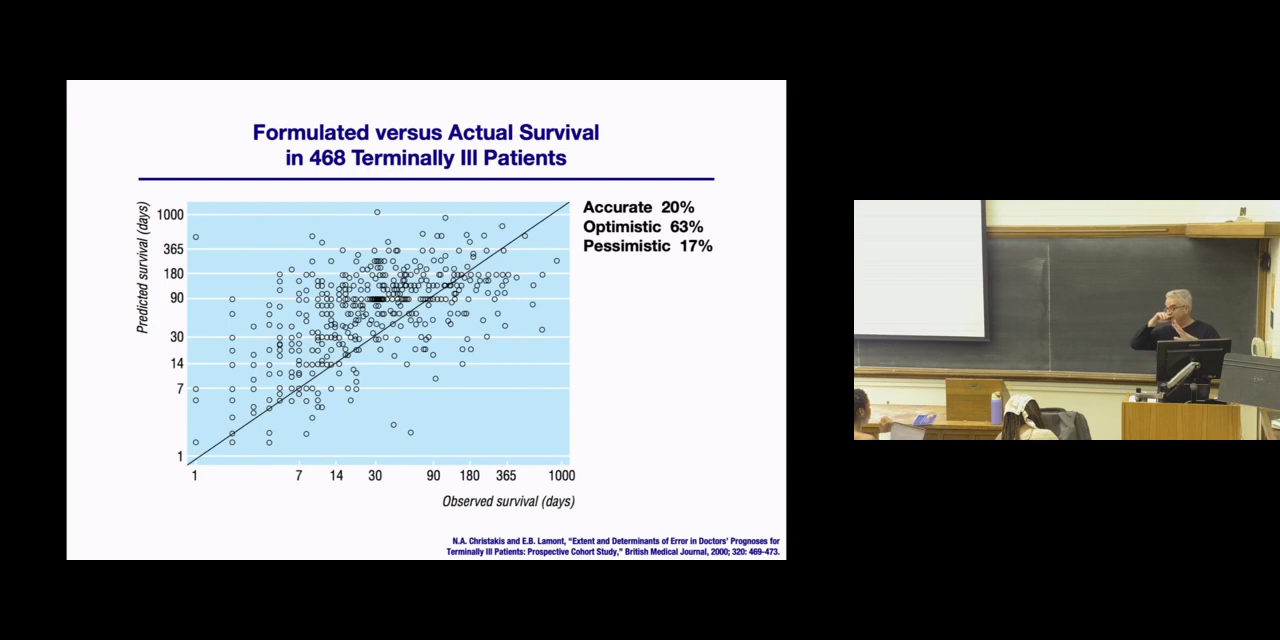 Formulated versus Actual Survival
in 468 Terminally Ill Patients
Accurate 20%
Optimistic 63%
Pessimistic 17%
Predicted survival (days)
1000
365
180
90
30
14
7
1
1 7 14 30 90 180 365 1000
Observed survival (days)
N.A. Christakis and E.B. Lamont, “Extent and Determinants of Error in Doctors’ Prognoses for
Terminally Ill Patients: Prospective Cohort Study,” British Medical Journal, 2000; 320: 469-473.